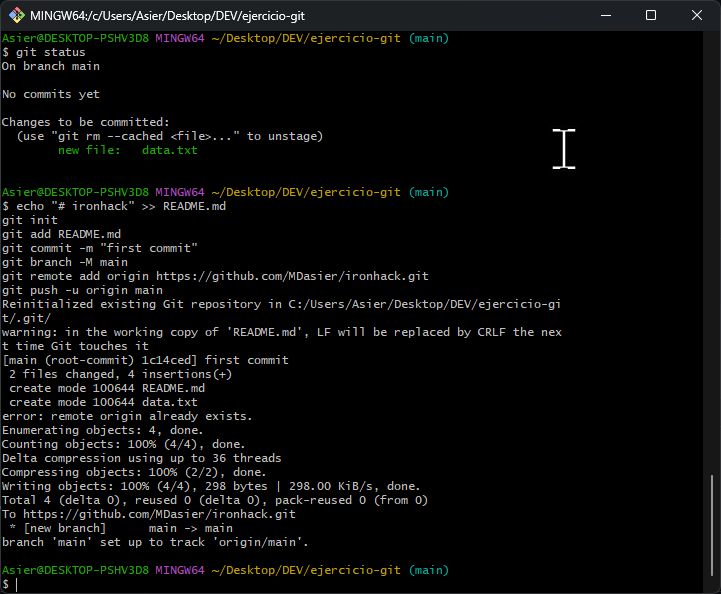 MINGW64:/c/Users/Asier/Desktop/DEV/ejercicio-git
Asier@DESKTOP-PSHV3D8 MINGW64 ~/Desktop/DEV/ejercicio-git (main)
$ git status
On branch main
No commits yet
Changes to be committed:
  (use "git rm --cached <file>..." to unstage)
        new file:   data.txt
Asier@DESKTOP-PSHV3D8 MINGW64 ~/Desktop/DEV/ejercicio-git (main)
$ echo "# ironhack" >> README.md
git init
git add README.md
git commit -m "first commit"
git branch -M main
git remote add origin https://github.com/MDasier/ironhack.git
git push -u origin main
Reinitialized existing Git repository in C:/Users/Asier/Desktop/DEV/ejercicio-gi
t/.git/
warning: in the working copy of 'README.md', LF will be replaced by CRLF the nex
t time Git touches it
[main (root-commit) 1c14ced] first commit
 2 files changed, 4 insertions(+)
 create mode 100644 README.md
 create mode 100644 data.txt
error: remote origin already exists.
Enumerating objects: 4, done.
Counting objects: 100% (4/4), done.
Delta compression using up to 36 threads
Compressing objects: 100% (2/2), done.
Writing objects: 100% (4/4), 298 bytes | 298.00 KiB/s, done.
Total 4 (delta 0), reused 0 (delta 0), pack-reused 0 (from 0)
To https://github.com/MDasier/ironhack.git
 * [new branch]      main -> main
branch 'main' set up to track 'origin/main'.
Asier@DESKTOP-PSHV3D8 MINGW64 ~/Desktop/DEV/ejercicio-git (main)
$